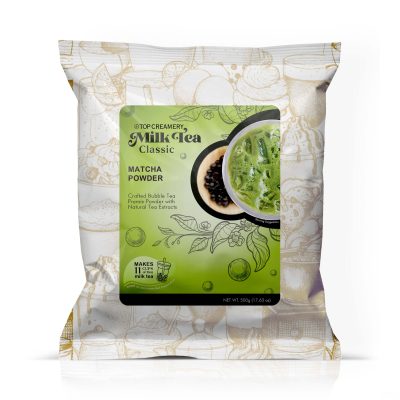 TOP CREAMERY
Milk Tea
Classic
MATCHA
POWDER
Crafted Bubble Tea
Premix Powder with
Natural Tea Extracts
MAKES
11 CUPS
milk tea
NET WT. 500g (17.63 oz)